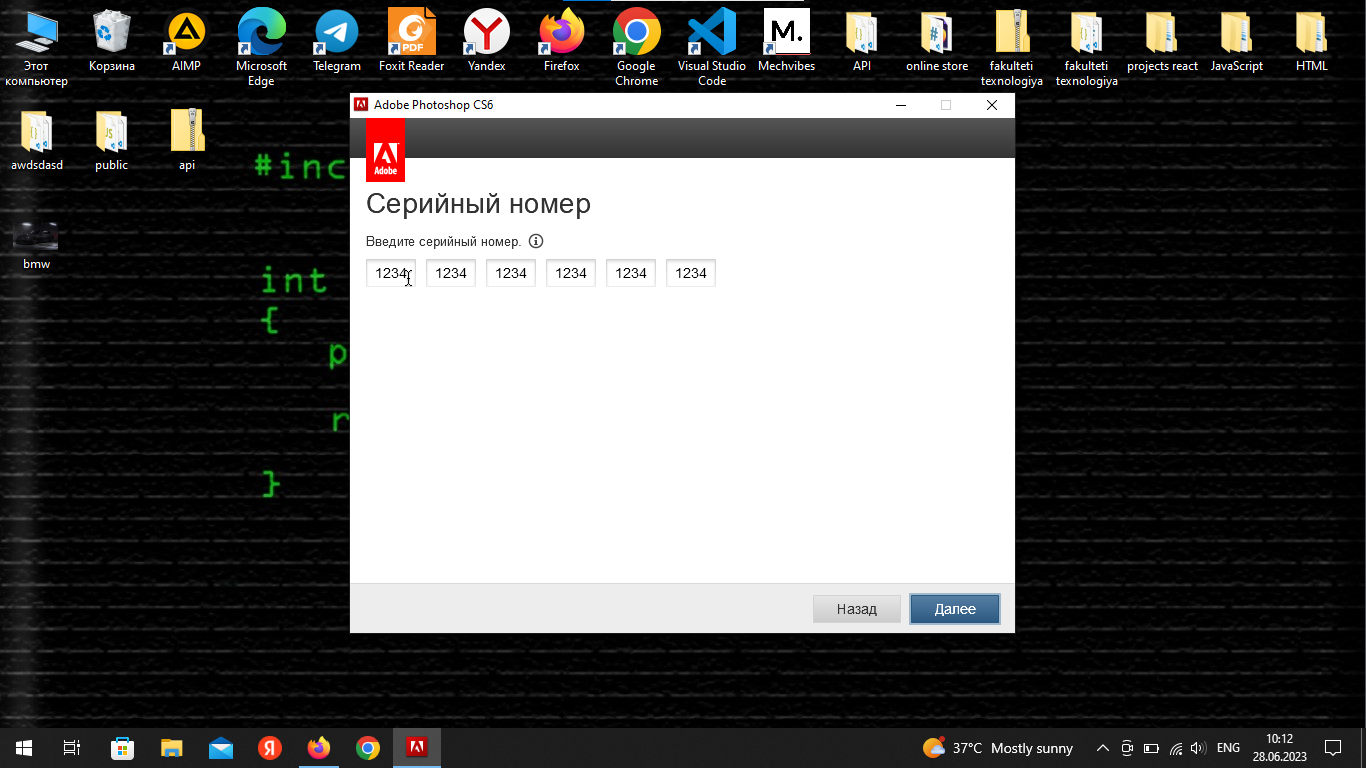 Этот компьютер
Корзина
AIMP
Microsoft Edge
Telegram
Foxit Reader
Yandex
Firefox
Google Chrome
Visual Studio Code
Mechvibes
API
online store
fakulteti texnologiya
fakulteti texnologiya
projects react
JavaScript
HTML
PDF
M.
awdsdasd
public
api
bmw
#inc
int
{
p
r
}
Adobe Photoshop CS6
Adobe
Серийный номер
Введите серийный номер.
1234 1234 1234 1234 1234 1234
Назад
Далее
37°C Mostly sunny
ENG
10:12
28.06.2023